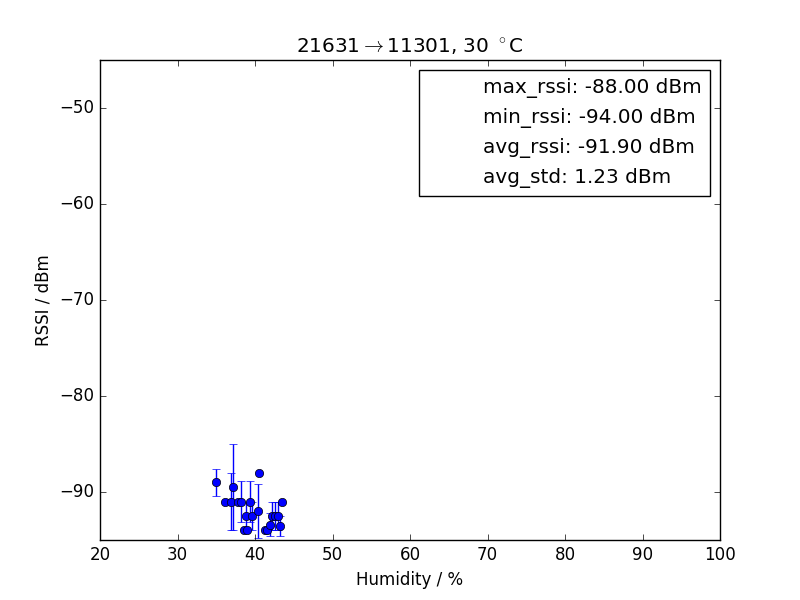 21631→11301, 30 °C
max_rssi: -88.00 dBm
min_rssi: -94.00 dBm
avg_rssi: -91.90 dBm
avg_std: 1.23 dBm
RSSI / dBm
−50
−60
−70
−80
−90
20 30 40 50 60 70 80 90 100
Humidity / %